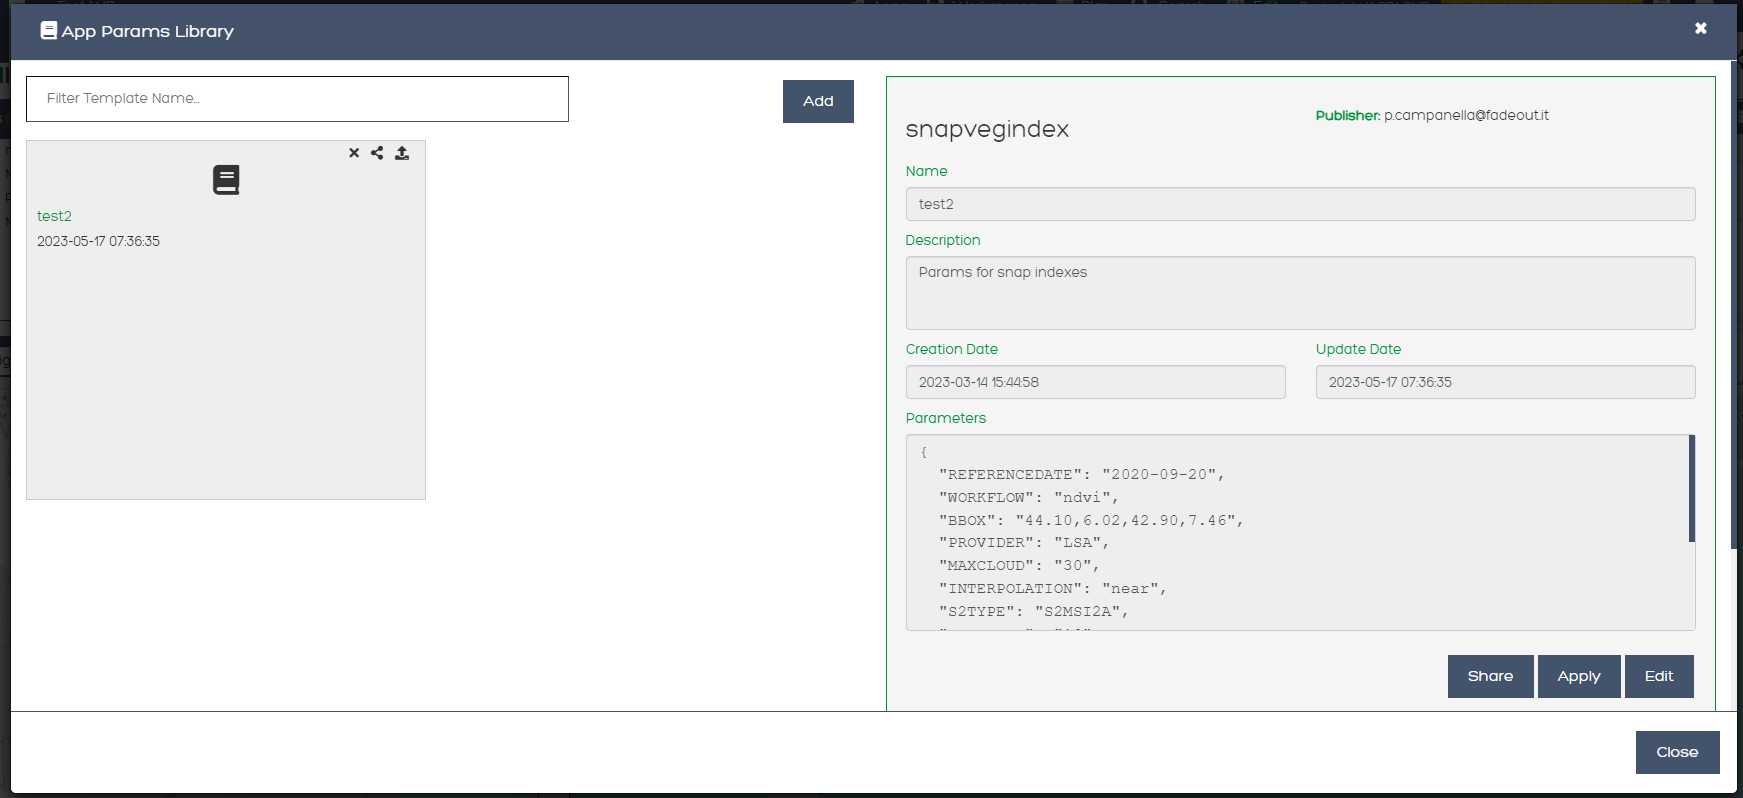 App Params Library
Filter Template Name...
Add
test2
2023-05-17 07:36:35
snapvegindex
Publisher: p.campanella@fadeout.it
Name
test2
Description
Params for snap indexes
Creation Date
Update Date
2023-03-14 15:44:58
2023-05-17 07:36:35
Parameters
{
"REFERENCEDATE": "2020-09-20",
"WORKFLOW": "ndvi",
"BBOX": "44.10,6.02,42.90,7.46",
"PROVIDER": "LSA",
"MAXCLOUD": "30",
"INTERPOLATION": "near",
"S2TYPE": "S2MSI2A",
Share
Apply
Edit
Close